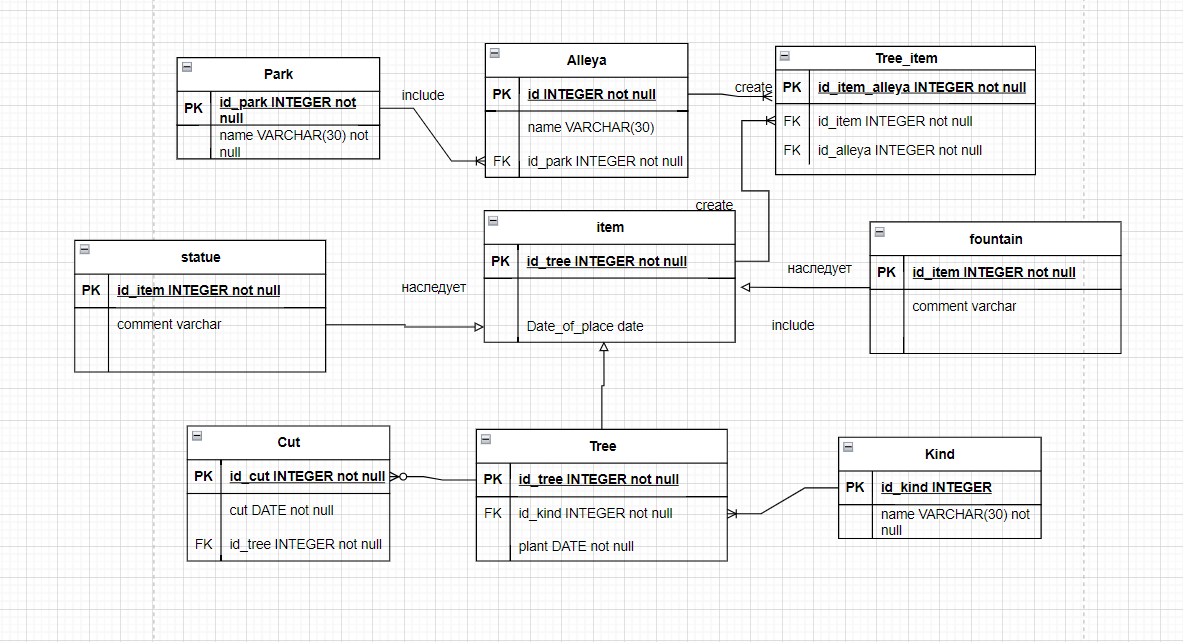 Park
PK
id_park INTEGER not
null
name VARCHAR(30) not
null
include
Alleya
PK
id INTEGER not null
name VARCHAR(30)
FK
id_park INTEGER not null
create
Tree_item
PK
id_item_alleya INTEGER not null
FK
id_item INTEGER not null
FK
id_alleya INTEGER not null
statue
PK
id_item INTEGER not null
comment varchar
наследует
create
item
PK
id_tree INTEGER not null
Date_of_place date
наследует
include
fountain
PK
id_item INTEGER not null
comment varchar
Cut
PK
id_cut INTEGER not null
cut DATE not null
FK
id_tree INTEGER not null
Tree
PK
id_tree INTEGER not null
FK
id_kind INTEGER not null
plant DATE not null
Kind
PK
id_kind INTEGER
name VARCHAR(30) not
null